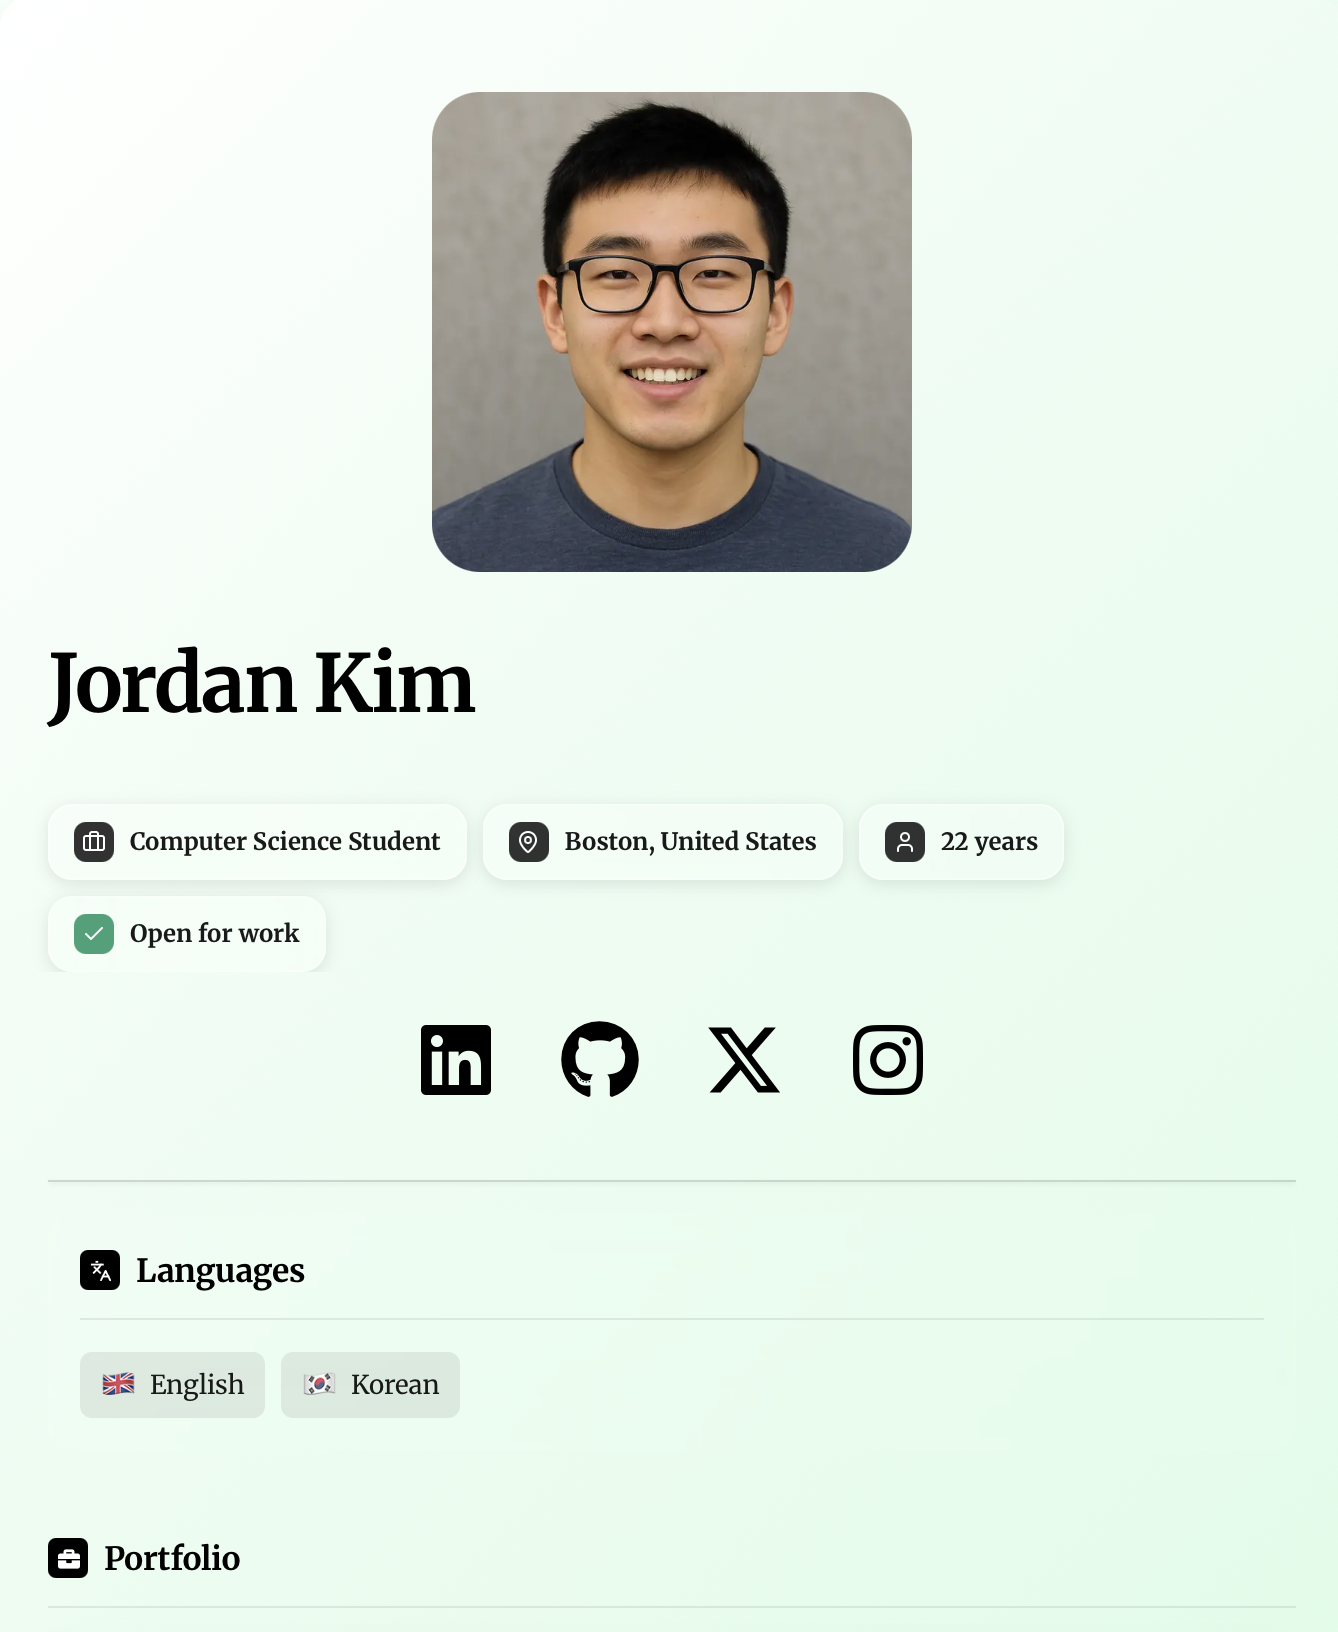 Jordan Kim
Computer Science Student
Boston, United States
22 years
Open for work
Languages
English
Korean
Portfolio